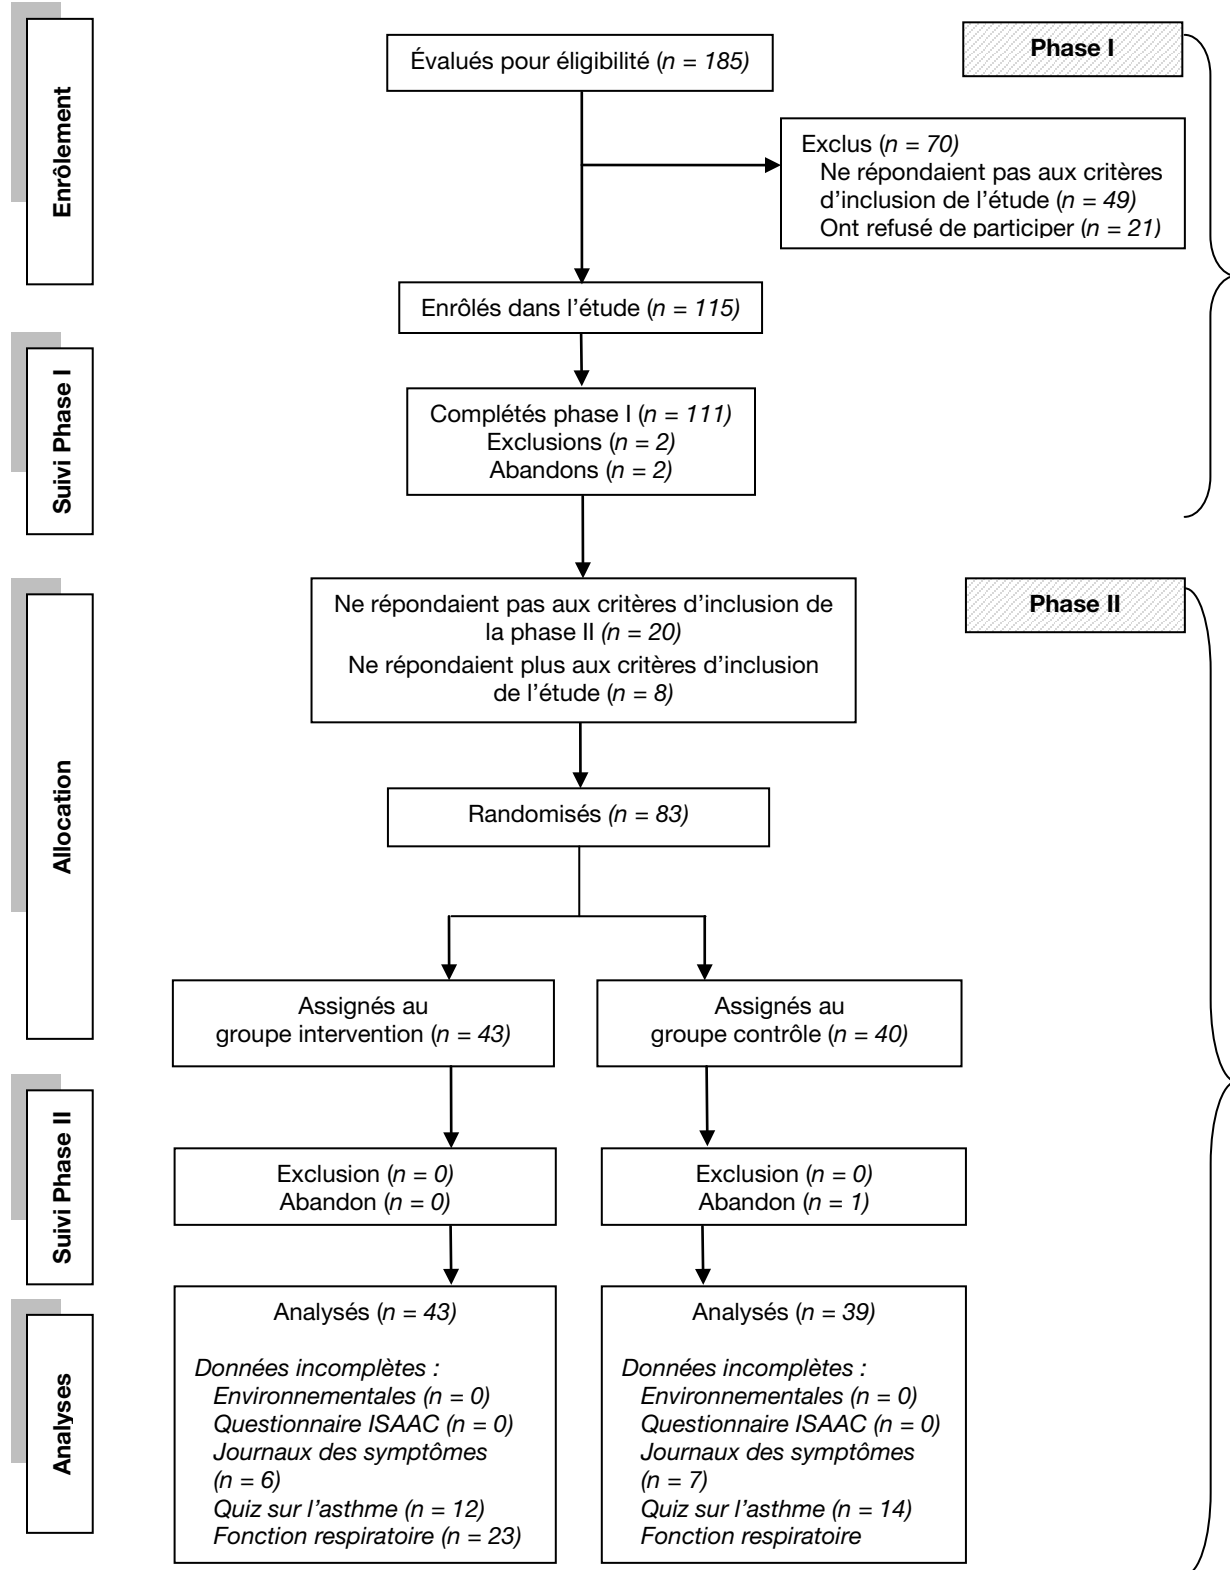 Enrôlement
Évalués pour éligibilité (n = 185)
Phase I
Exclus (n = 70)
Ne répondaient pas aux critères
d'inclusion de l'étude (n = 49)
Ont refusé de participer (n = 21)
Enrôlés dans l'étude (n = 115)
Suivi Phase I
Complétés phase I (n = 111)
Exclusions (n = 2)
Abandons (n = 2)
Allocation
Ne répondaient pas aux critères d'inclusion de
la phase II (n = 20)
Ne répondaient plus aux critères d'inclusion
de l'étude (n = 8)
Phase II
Randomisés (n = 83)
Assignés au
groupe intervention (n = 43)
Assignés au
groupe contrôle (n = 40)
Suivi Phase II
Exclusion (n = 0)
Abandon (n = 0)
Exclusion (n = 0)
Abandon (n = 1)
Analyses
Analysés (n = 43)
Données incomplètes :
Environnementales (n = 0)
Questionnaire ISAAC (n = 0)
Journaux des symptômes
(n = 6)
Quiz sur l'asthme (n = 12)
Fonction respiratoire (n = 23)
Analysés (n = 39)
Données incomplètes :
Environnementales (n = 0)
Questionnaire ISAAC (n = 0)
Journaux des symptômes
(n = 7)
Quiz sur l'asthme (n = 14)
Fonction respiratoire